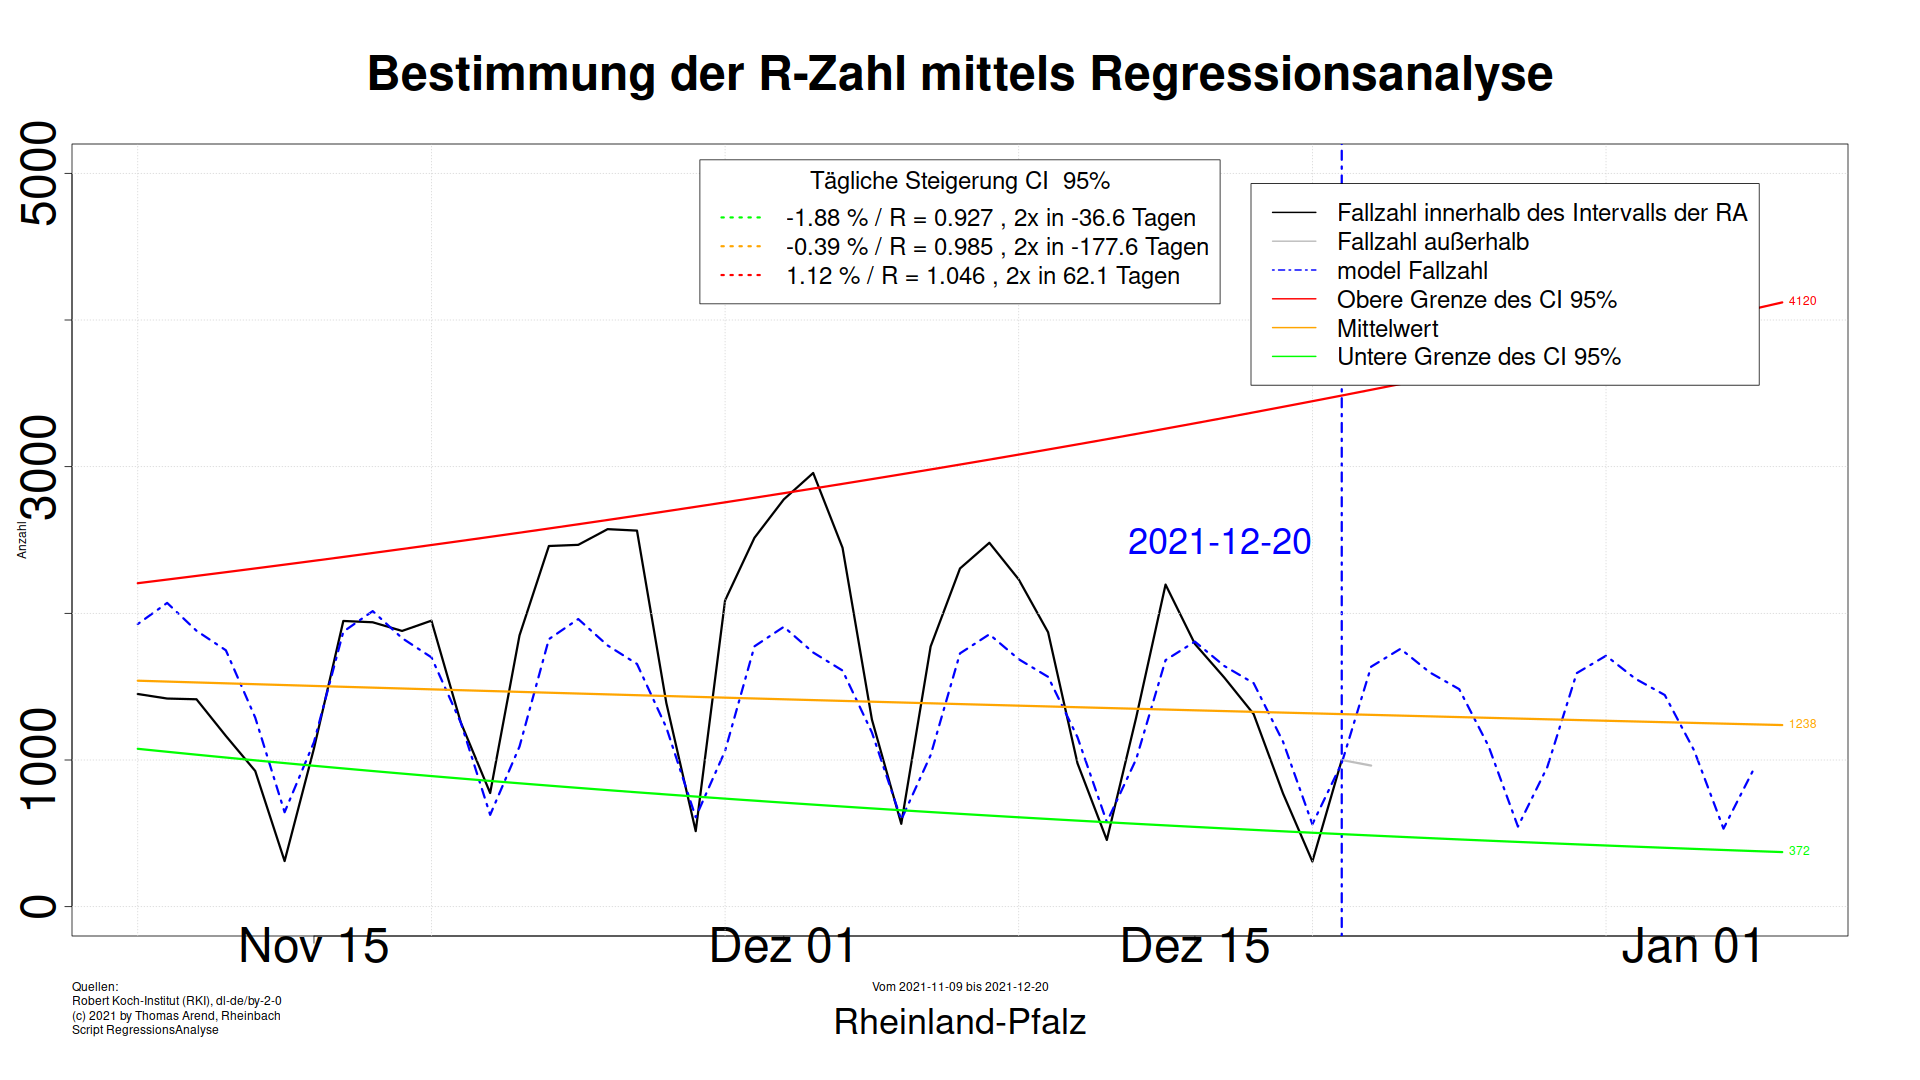 Bestimmung der R-Zahl mittels Regressionsanalyse
5000
3000
1000
0
Anzahl
Tägliche Steigerung CI  95%
-1.88 % / R = 0.927 , 2x in -36.6 Tagen
-0.39 % / R = 0.985 , 2x in -177.6 Tagen
1.12 % / R = 1.046 , 2x in 62.1 Tagen
Fallzahl innerhalb des Intervalls der RA
Fallzahl außerhalb
model Fallzahl
Obere Grenze des CI 95%
Mittelwert
Untere Grenze des CI 95%
4120
2021-12-20
1238
372
Nov 15
Dez 01
Dez 15
Jan 01
Quellen:
Robert Koch-Institut (RKI), dl-de/by-2-0
(c) 2021 by Thomas Arend, Rheinbach
Script RegressionsAnalyse
Vom 2021-11-09 bis 2021-12-20
Rheinland-Pfalz